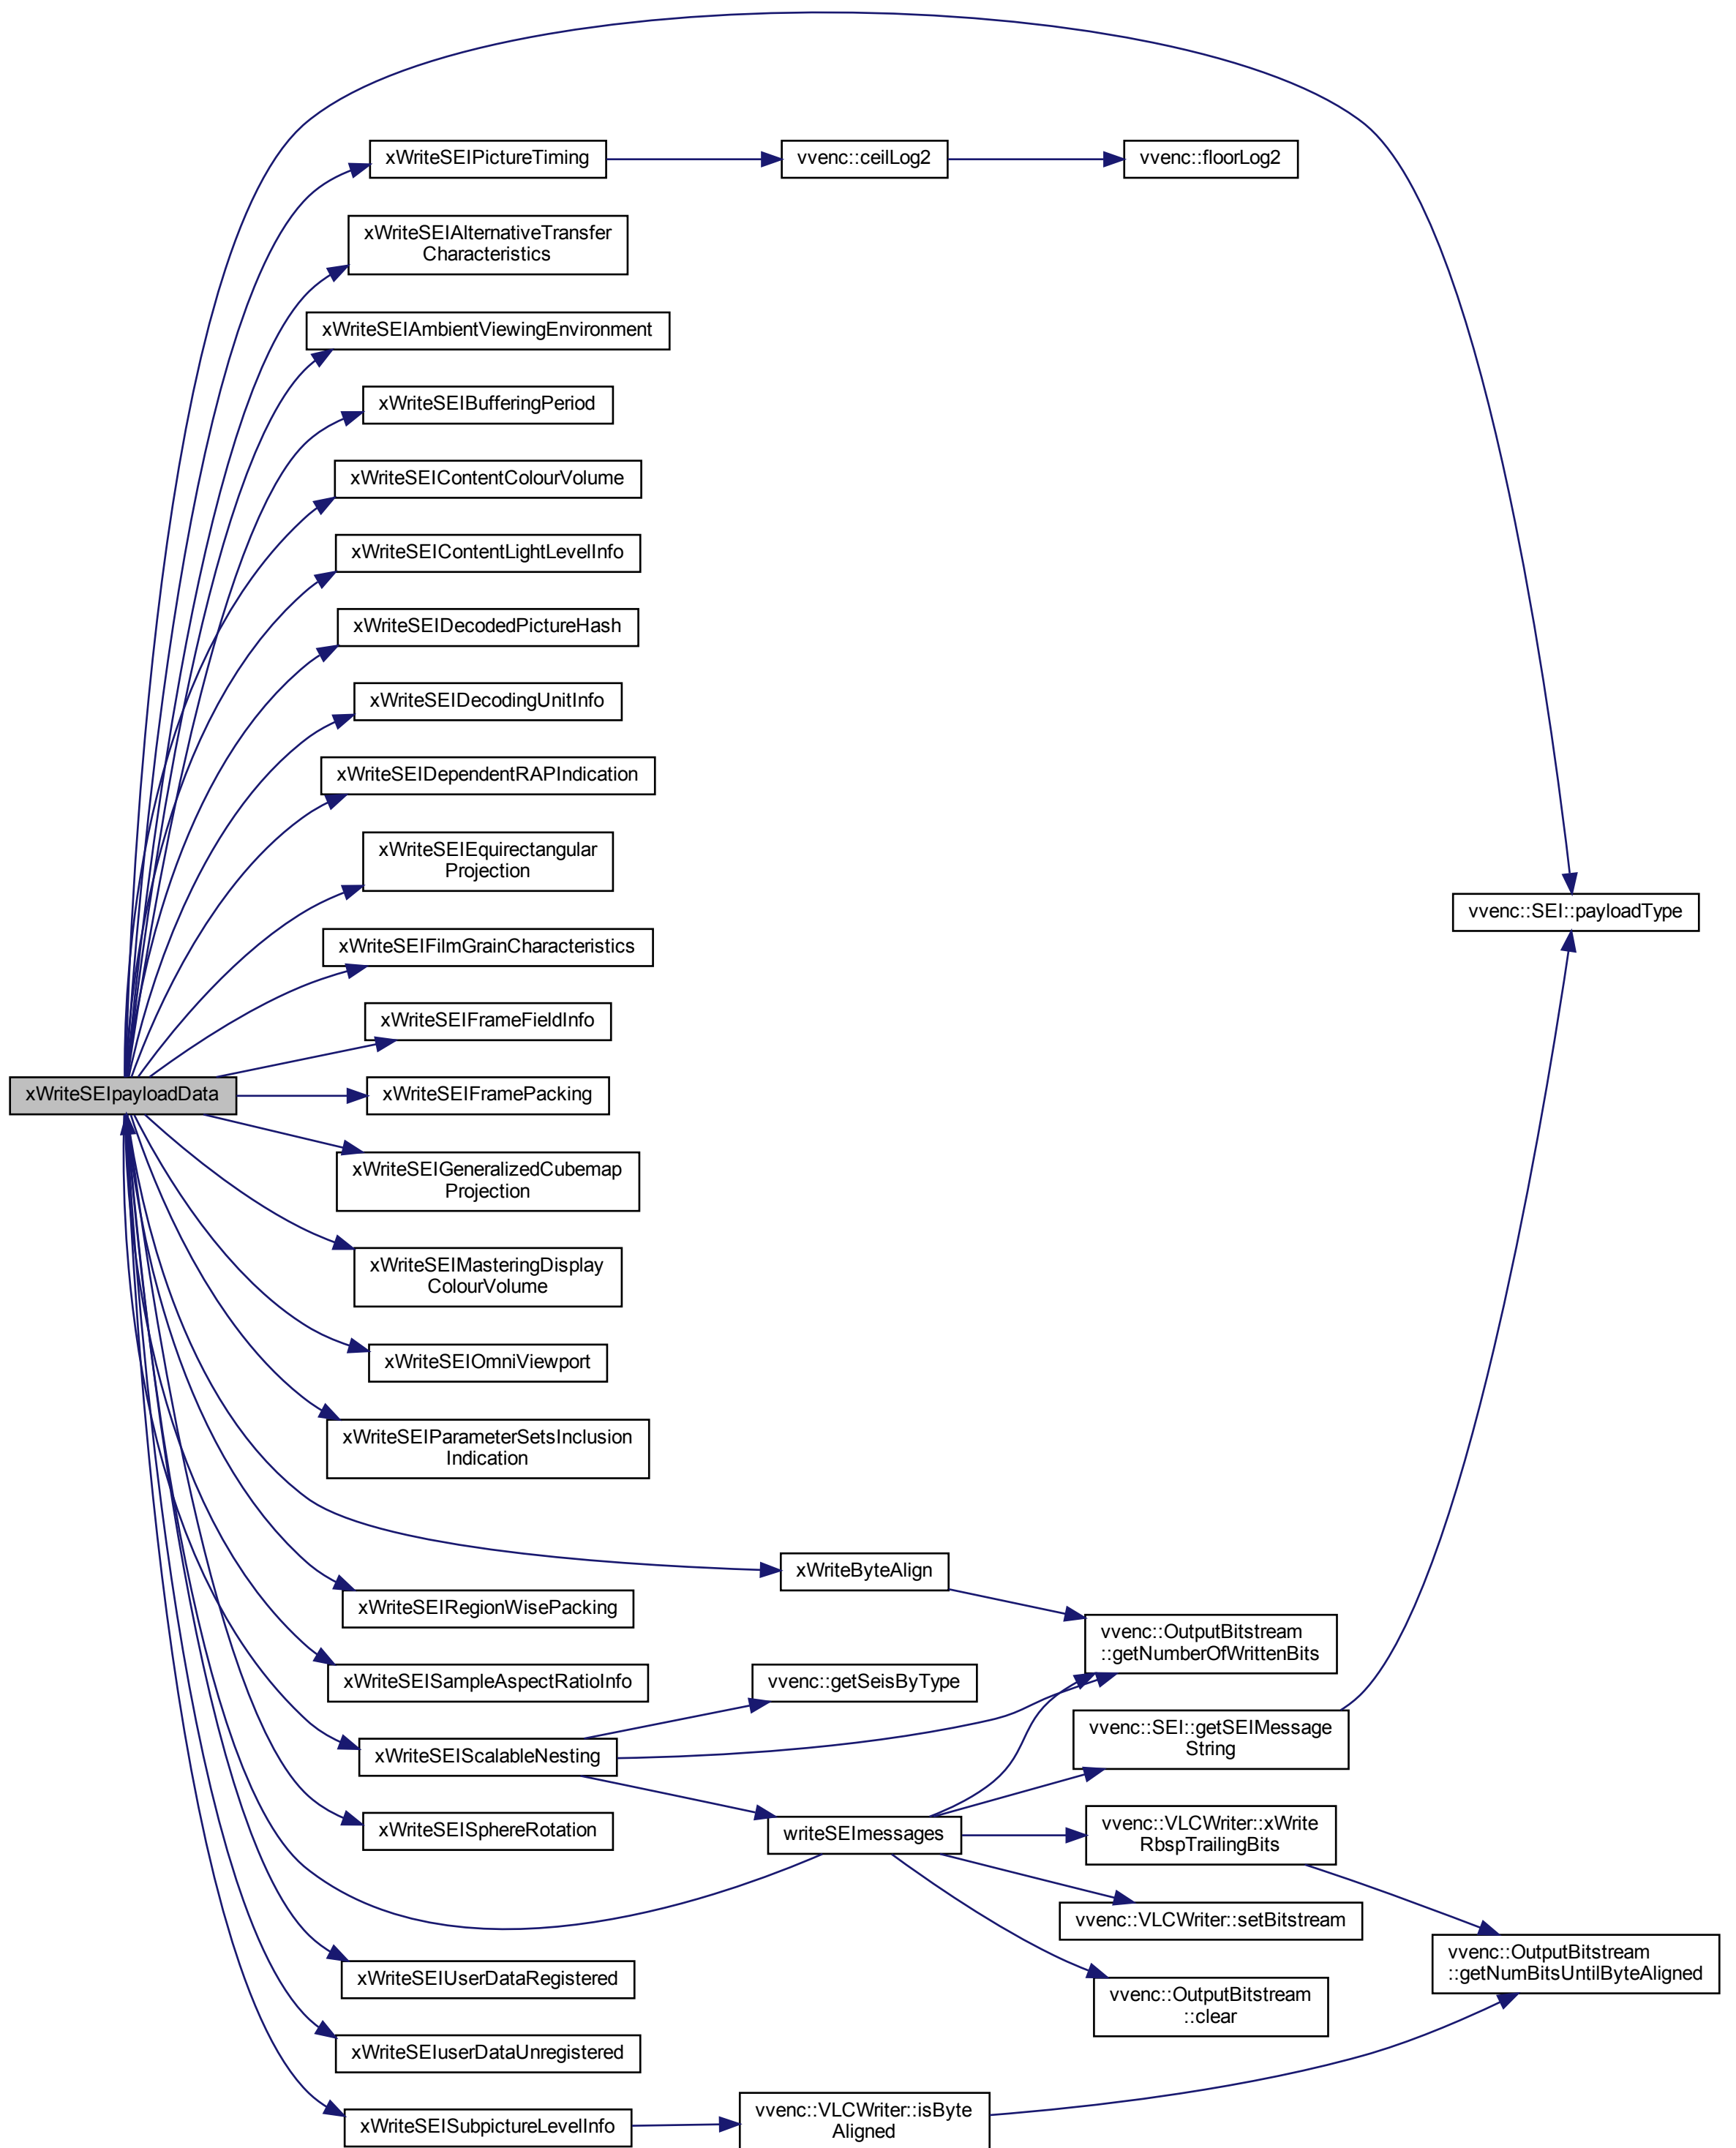 xWriteSEIPictureTiming
vvenc::ceilLog2
vvenc::floorLog2
xWriteSEIAlternativeTransfer
Characteristics
xWriteSEIAmbientViewingEnvironment
xWriteSEIBufferingPeriod
xWriteSEIContentColourVolume
xWriteSEIContentLightLevelInfo
xWriteSEIDecodedPictureHash
xWriteSEIDecodingUnitInfo
xWriteSEIDependentRAPIndication
xWriteSEIEquirectangular
Projection
vvenc::SEI::payloadType
xWriteSEIFilmGrainCharacteristics
xWriteSEIFrameFieldInfo
xWriteSEIpayloadData
xWriteSEIFramePacking
xWriteSEIGeneralizedCubemap
Projection
xWriteSEIMasteringDisplay
ColourVolume
xWriteSEIOmniViewport
xWriteSEIParameterSetsInclusion
Indication
xWriteByteAlign
xWriteSEIRegionWisePacking
vvenc::OutputBitstream
::getNumberOfWrittenBits
xWriteSEISampleAspectRatioInfo
vvenc::getSeisByType
vvenc::SEI::getSEIMessage
String
xWriteSEIScalableNesting
xWriteSEISphereRotation
writeSEImessages
vvenc::VLCWriter::xWrite
RbspTrailingBits
vvenc::VLCWriter::setBitstream
vvenc::OutputBitstream
::getNumBitsUntilByteAligned
xWriteSEIUserDataRegistered
vvenc::OutputBitstream
::clear
xWriteSEIuserDataUnregistered
xWriteSEISubpictureLevelInfo
vvenc::VLCWriter::isByte
Aligned